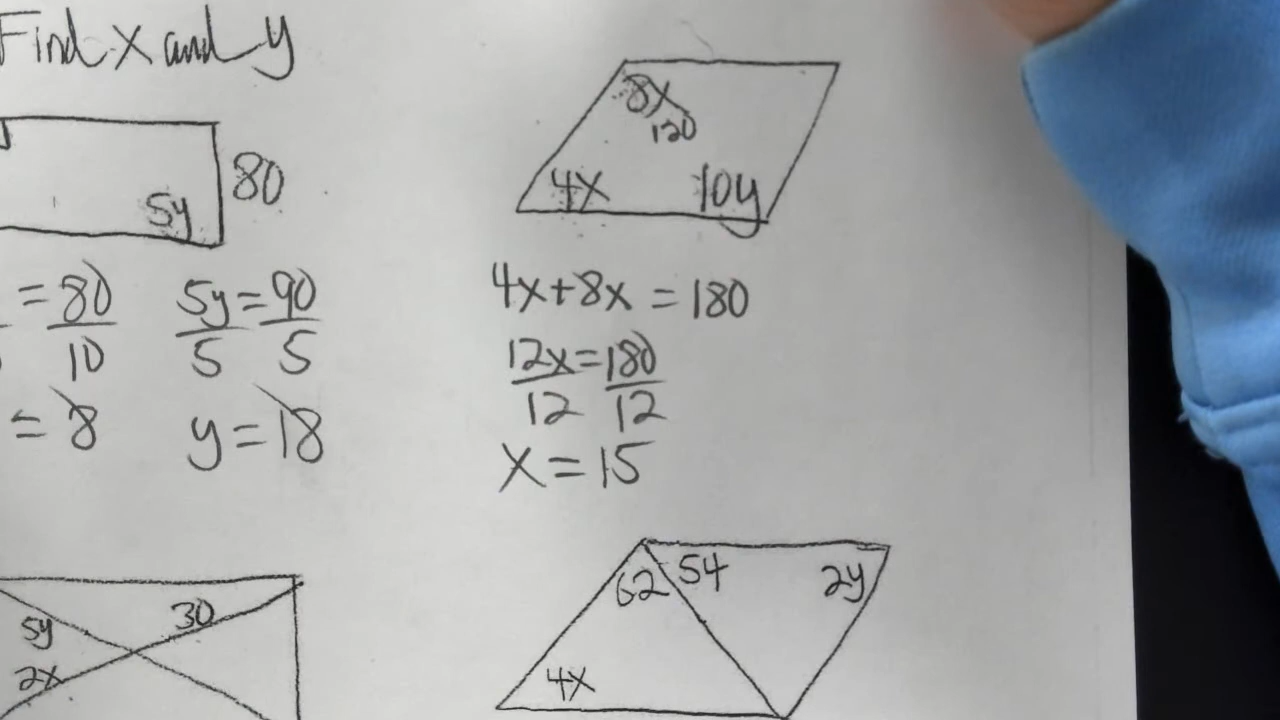 Find x and y
80
5y
= 80 5y = 90
10 5 5
= 8 y = 18
8x
120
4x 10y
4x+8x = 180
12x = 180
12 12
x = 15
30
5y
2x
62 54 2y
4x